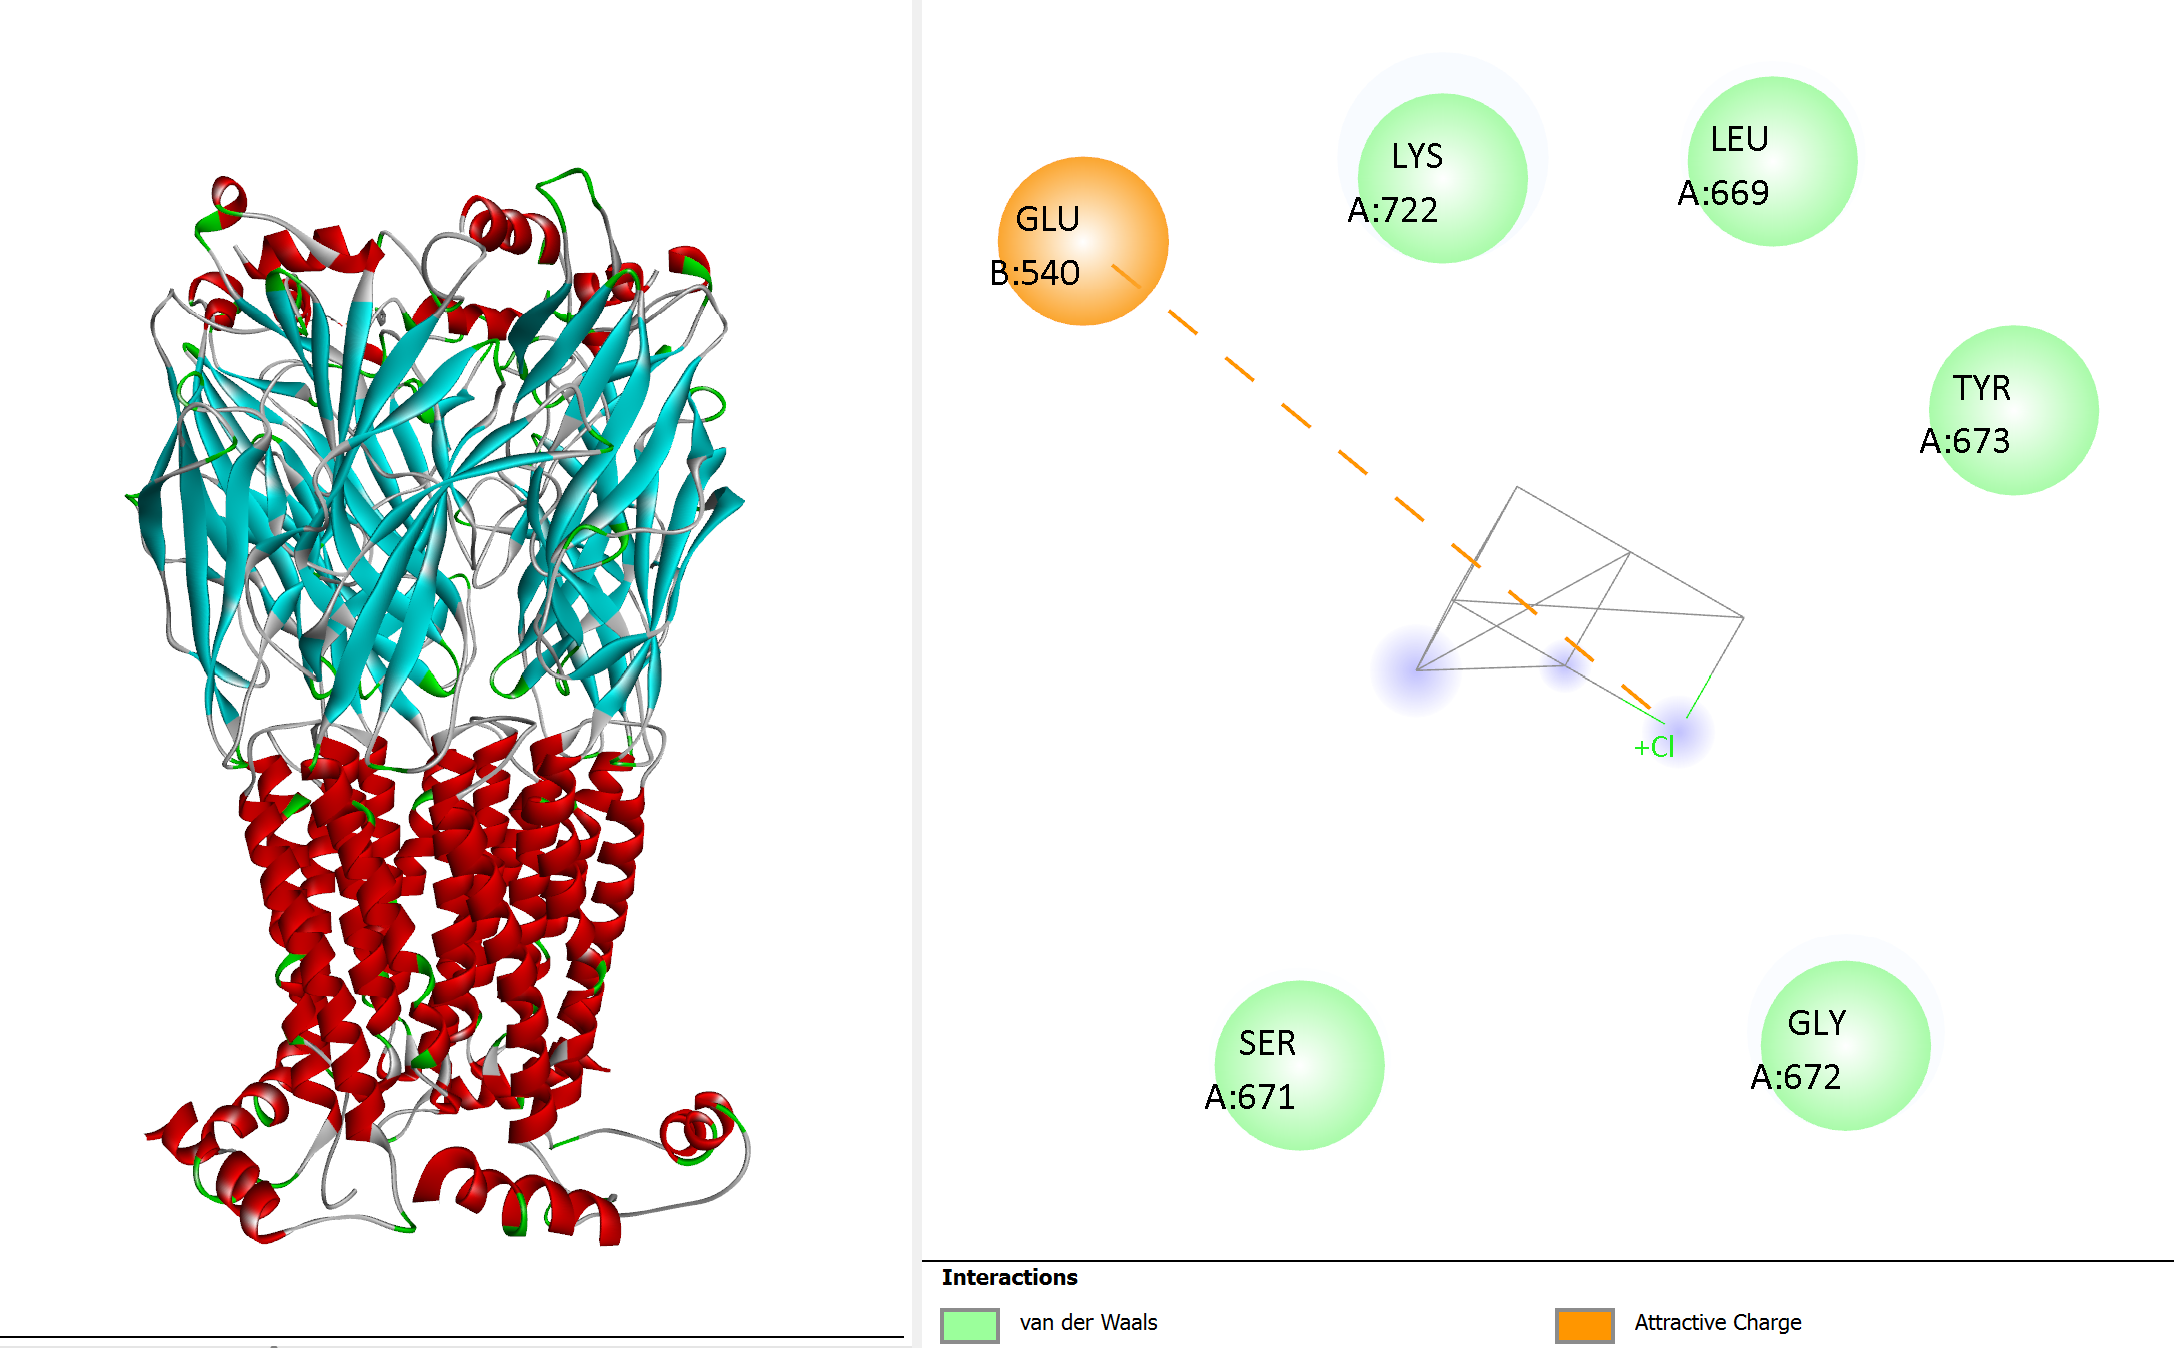 LYS
A:722
LEU
A:669
GLU
B:540
TYR
A:673
+Cl
SER
A:671
GLY
A:672
Interactions
van der Waals
Attractive Charge